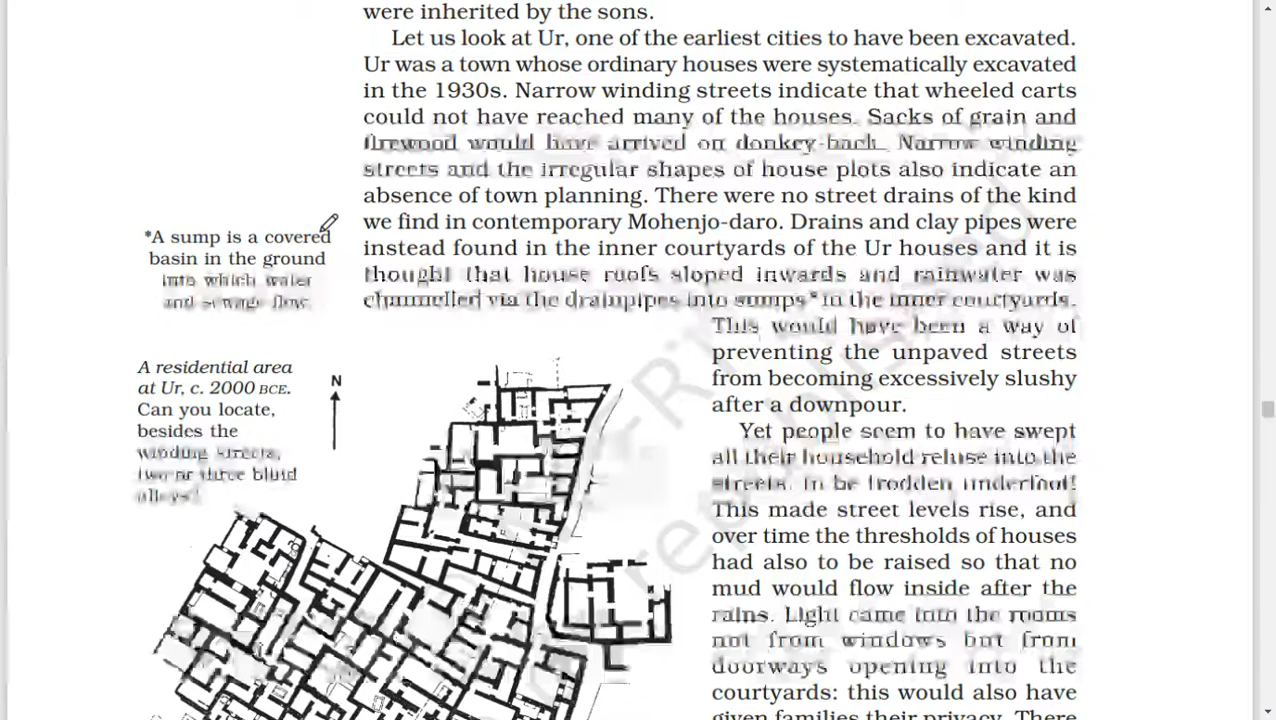 were inherited by the sons.
Let us look at Ur, one of the earliest cities to have been excavated.
Ur was a town whose ordinary houses were systematically excavated
in the 1930s. Narrow winding streets indicate that wheeled carts
could not have reached many of the houses. Sacks of grain and
firewood would have arrived on donkey-back. Narrow winding
streets and the irregular shapes of house plots also indicate an
absence of town planning. There were no street drains of the kind
we find in contemporary Mohenjo-daro. Drains and clay pipes were
instead found in the inner courtyards of the Ur houses and it is
thought that house roofs sloped inwards and rainwater was
channelled via the drainpipes into sumps* in the inner courtyards.
This would have been a way of
preventing the unpaved streets
from becoming excessively slushy
after a downpour.
Yet people seem to have swept
all their household refuse into the
streets, to be trodden underfoot!
This made street levels rise, and
over time the thresholds of houses
had also to be raised so that no
mud would flow inside after the
rains. Light came into the rooms
not from windows but from
doorways opening into the
courtyards: this would also have
given families their privacy. There
*A sump is a covered
basin in the ground
into which water
and sewage flow.
A residential area
at Ur, c. 2000 BCE.
Can you locate,
besides the
winding streets,
two or three blind
alleys?
N